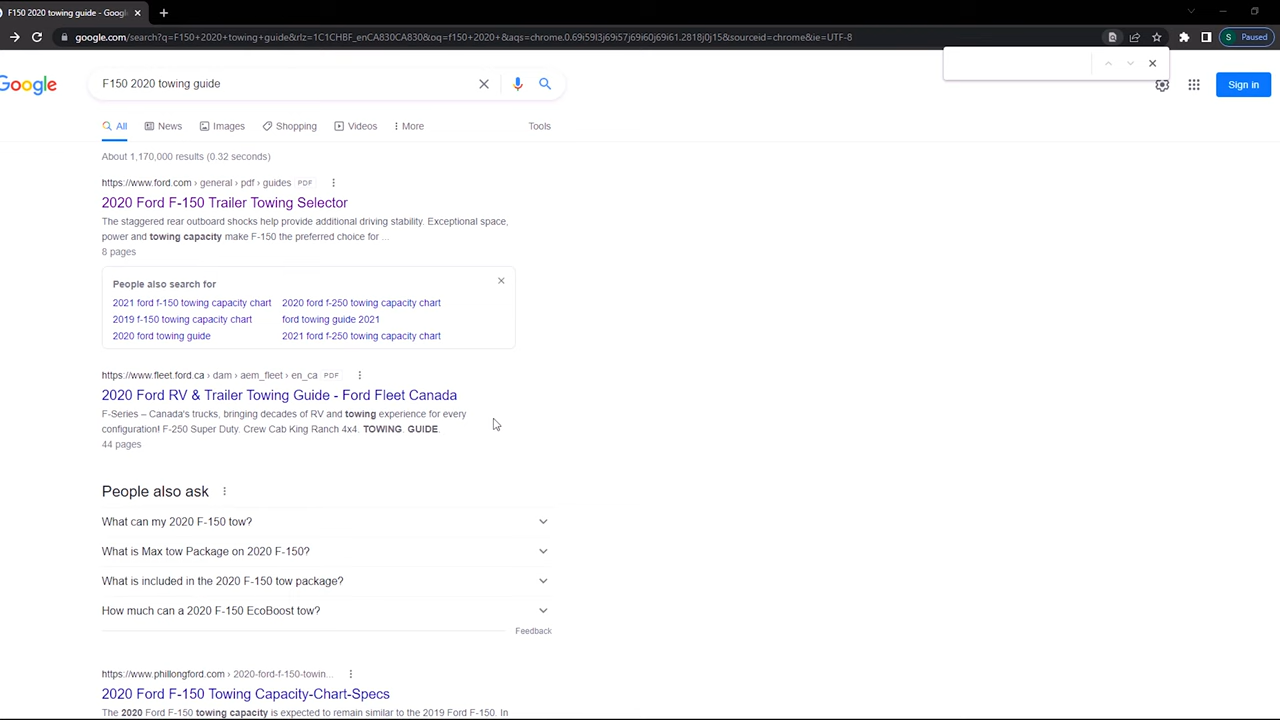 F150 2020 towing guide - Googl
google.com/search?q=F150+2020+towing+guide&rlz=1C1CHBF_enCA830CA830&oq=f150+2020+&aqs=chrome.0.69i59l3j69i57j69i60j69i61.2818j0j15&sourceid=chrome&ie=UTF-8
S Paused
Google
F150 2020 towing guide
Sign in
All News Images Shopping Videos More Tools
About 1,170,000 results (0.32 seconds)
https://www.ford.com › general › pdf › guides PDF
2020 Ford F-150 Trailer Towing Selector
The staggered rear outboard shocks help provide additional driving stability. Exceptional space,
power and towing capacity make F-150 the preferred choice for ...
8 pages
People also search for
2021 ford f-150 towing capacity chart 2020 ford f-250 towing capacity chart
2019 f-150 towing capacity chart ford towing guide 2021
2020 ford towing guide 2021 ford f-250 towing capacity chart
https://www.fleet.ford.ca › dam › aem_fleet › en_ca PDF
2020 Ford RV & Trailer Towing Guide - Ford Fleet Canada
F-Series – Canada's trucks, bringing decades of RV and towing experience for every
configuration! F-250 Super Duty. Crew Cab King Ranch 4x4. TOWING. GUIDE.
44 pages
People also ask
What can my 2020 F-150 tow?
What is Max tow Package on 2020 F-150?
What is included in the 2020 F-150 tow package?
How much can a 2020 F-150 EcoBoost tow?
Feedback
https://www.phillongford.com › 2020-ford-f-150-towin...
2020 Ford F-150 Towing Capacity-Chart-Specs
The 2020 Ford F-150 towing capacity is expected to remain similar to the 2019 Ford F-150. In